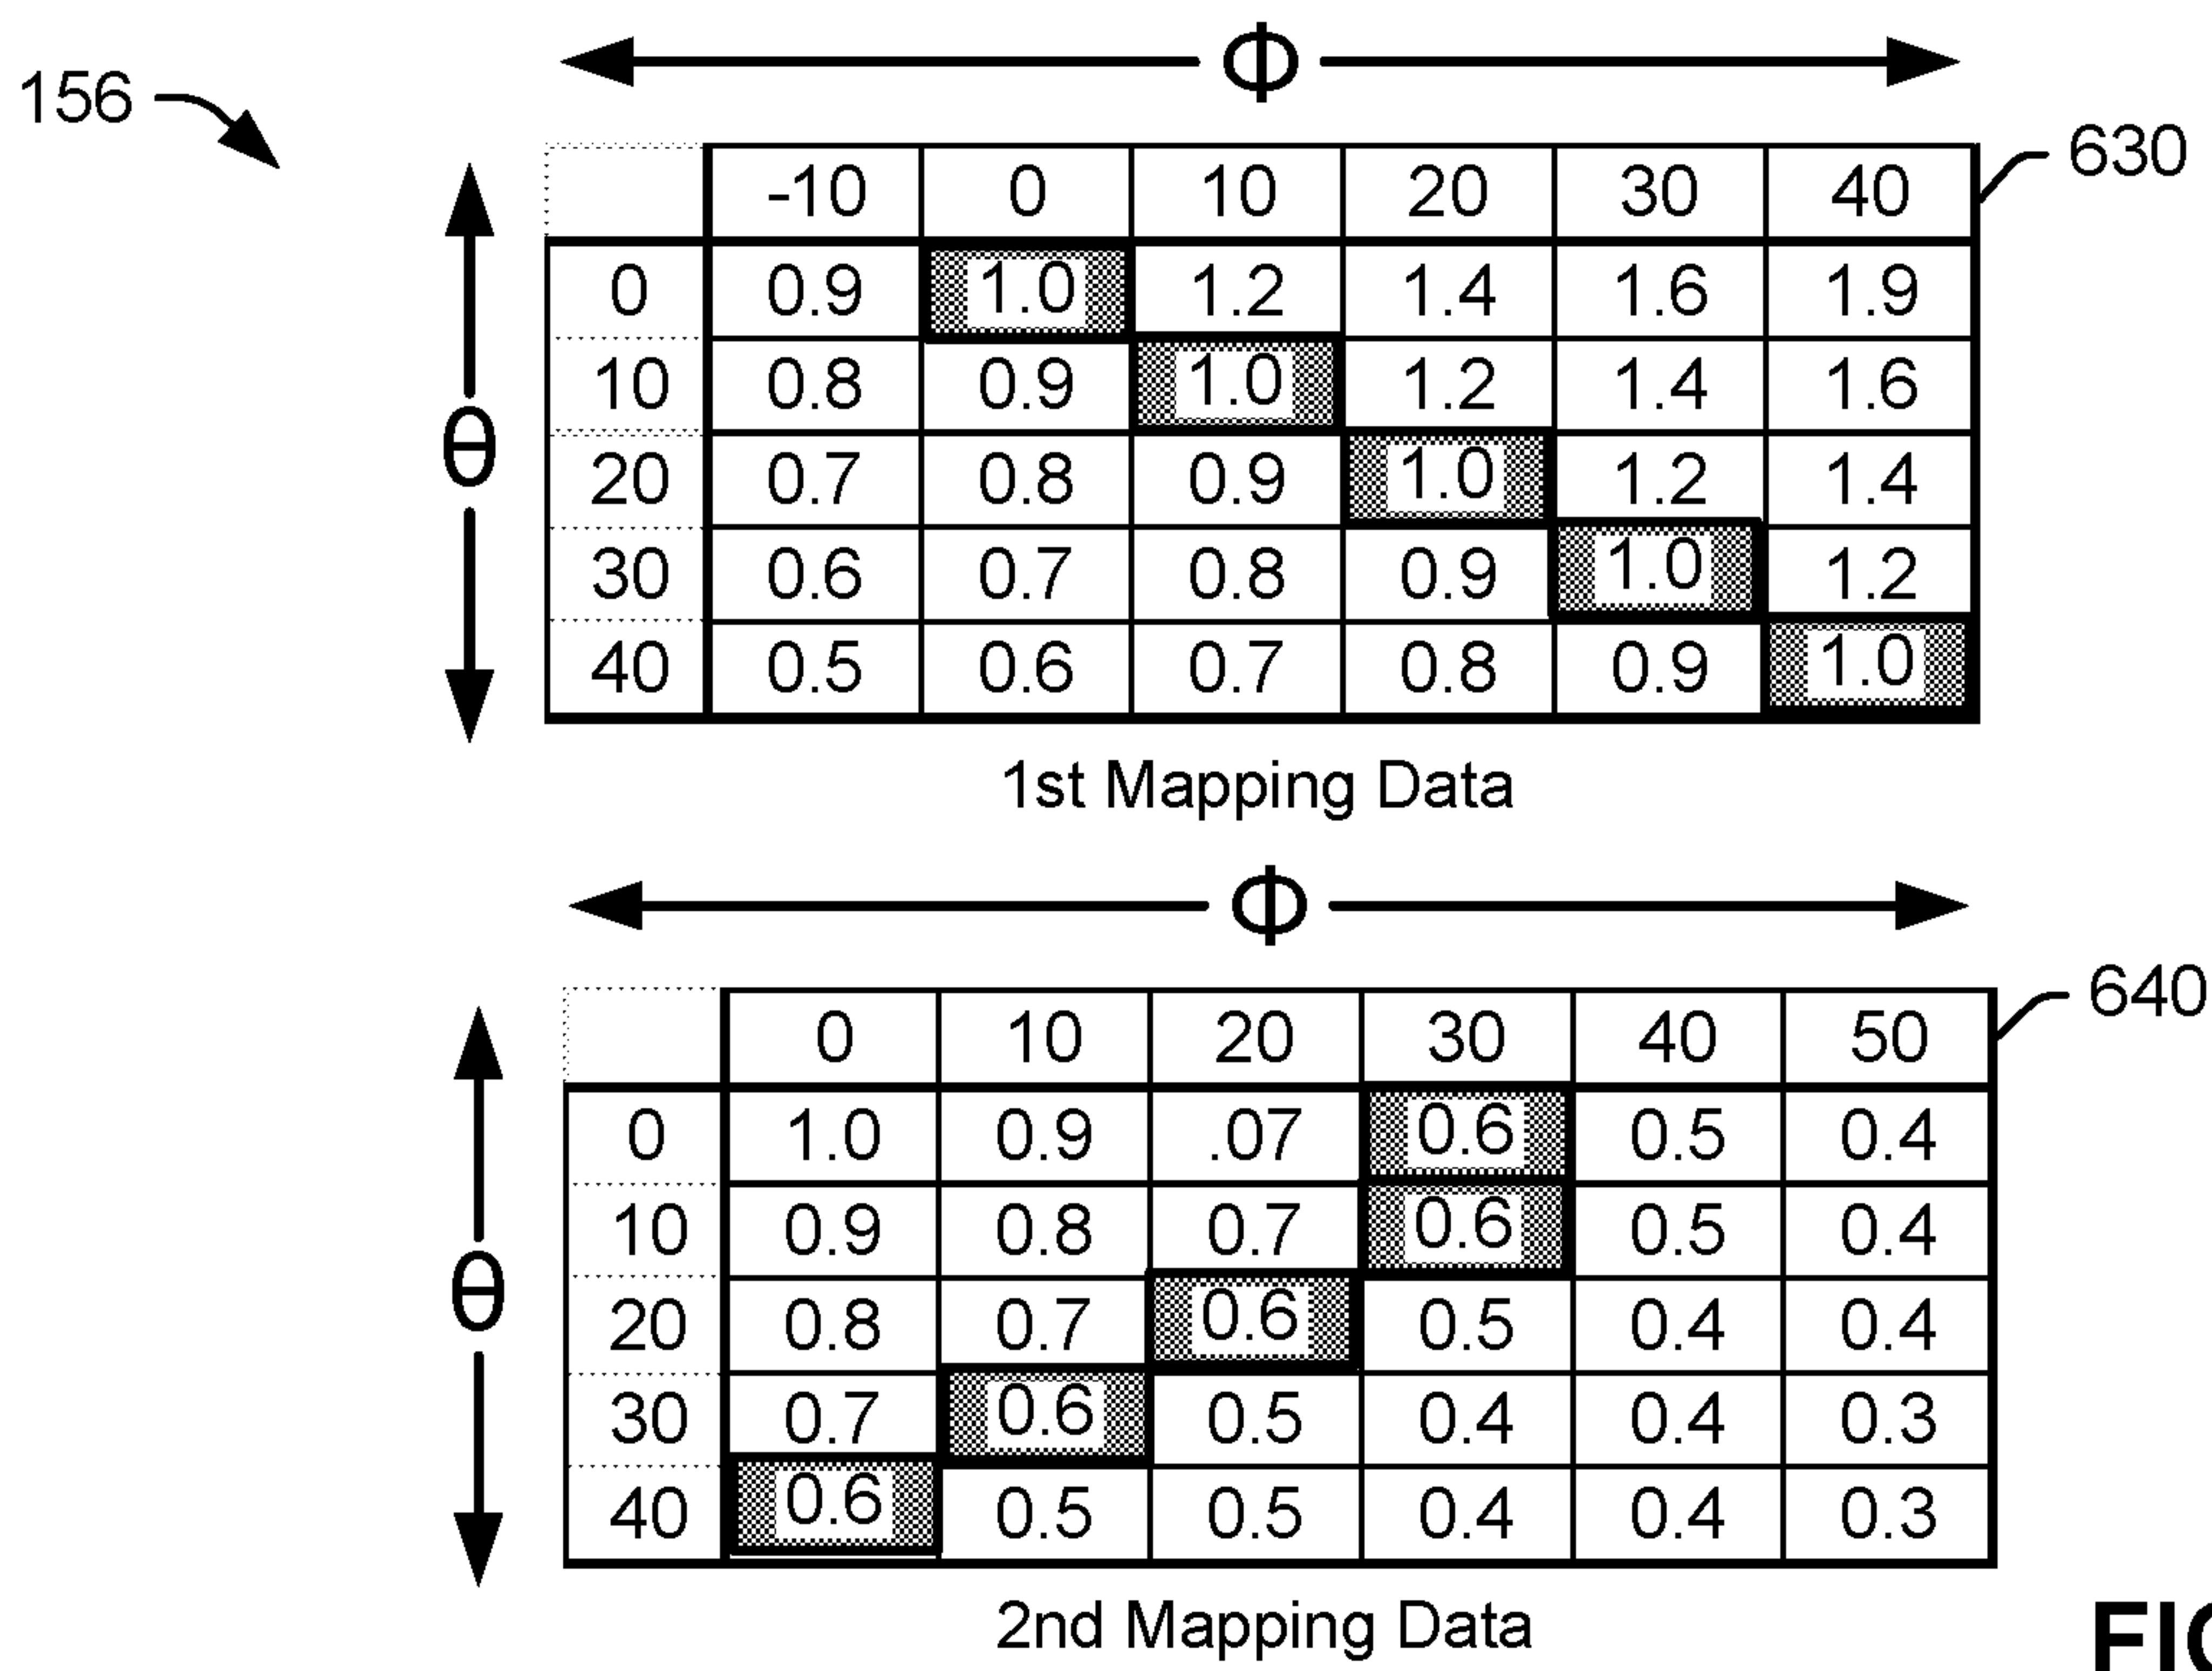 Φ
156
630
-10 0 10 20 30 40
0 0.9 1.0 1.2 1.4 1.6 1.9
10 0.8 0.9 1.0 1.2 1.4 1.6
θ
20 0.7 0.8 0.9 1.0 1.2 1.4
30 0.6 0.7 0.8 0.9 1.0 1.2
40 0.5 0.6 0.7 0.8 0.9 1.0
1st Mapping Data
Φ
640
0 10 20 30 40 50
0 1.0 0.9 .07 0.6 0.5 0.4
10 0.9 0.8 0.7 0.6 0.5 0.4
θ
20 0.8 0.7 0.6 0.5 0.4 0.4
30 0.7 0.6 0.5 0.4 0.4 0.3
40 0.6 0.5 0.5 0.4 0.4 0.3
2nd Mapping Data